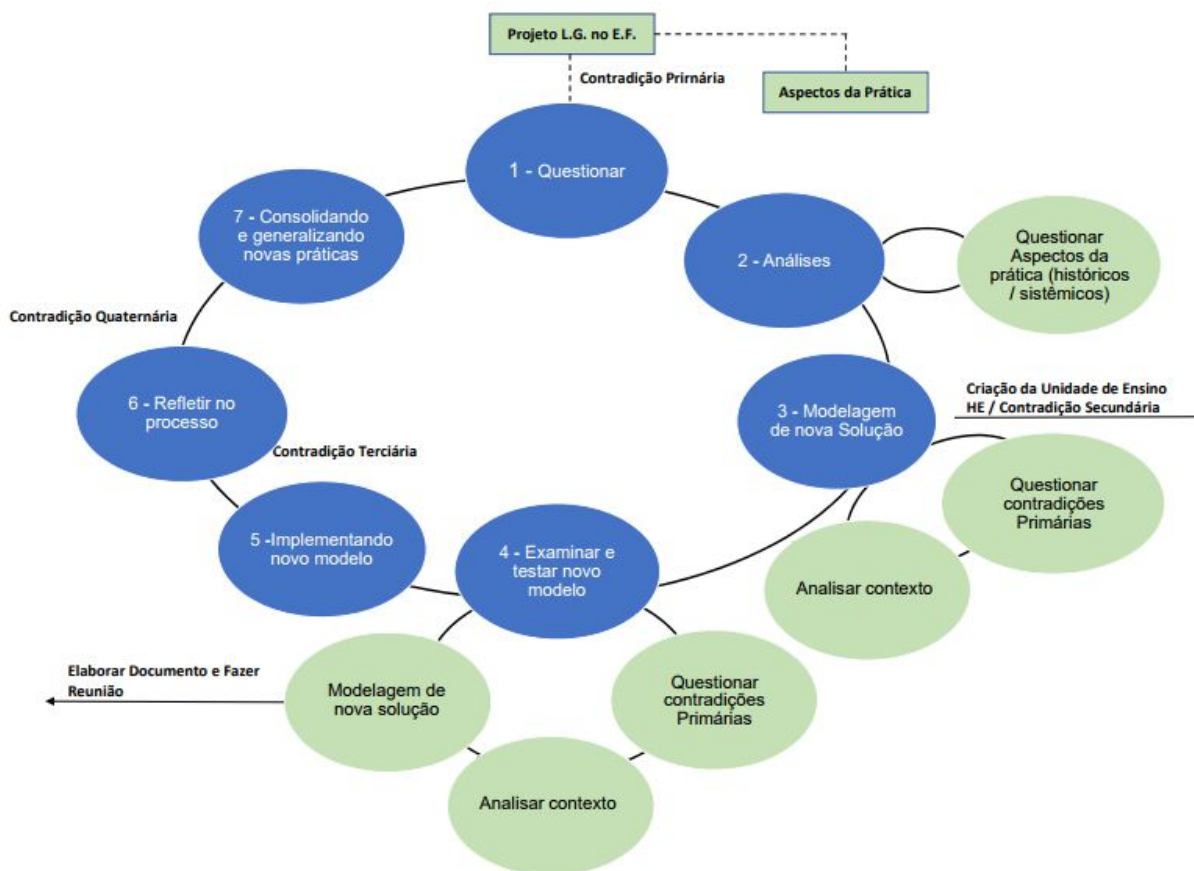 Projeto L.G. no E.F.
Contradição Prirnária
Aspectos da Prática
1 - Questionar
7 - Consolidando
e generalizando
novas práticas
2 - Análises
Questionar
Aspectos da
prática (históricos
/ sistêmicos)
Contradição Quaternária
6 - Refletir no
processo
3 - Modelagem
de nova Solução
Criação da Unidade de Ensino
HE / Contradição Secundária
Contradição Terciária
Questionar
contradições
Primárias
5 -Implementando
novo modelo
4 - Examinar e
testar novo
modelo
Analisar contexto
Elaborar Documento e Fazer
Reunião
Modelagem de
nova solução
Questionar
contradições
Primárias
Analisar contexto